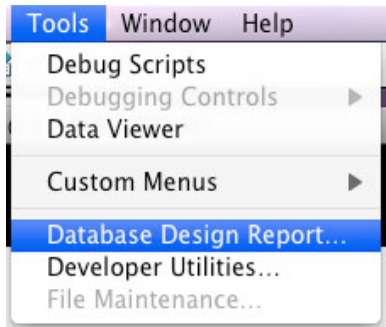 Tools Window Help
Debug Scripts
Debugging Controls
Data Viewer
Custom Menus
Database Design Report...
Developer Utilities...
File Maintenance...